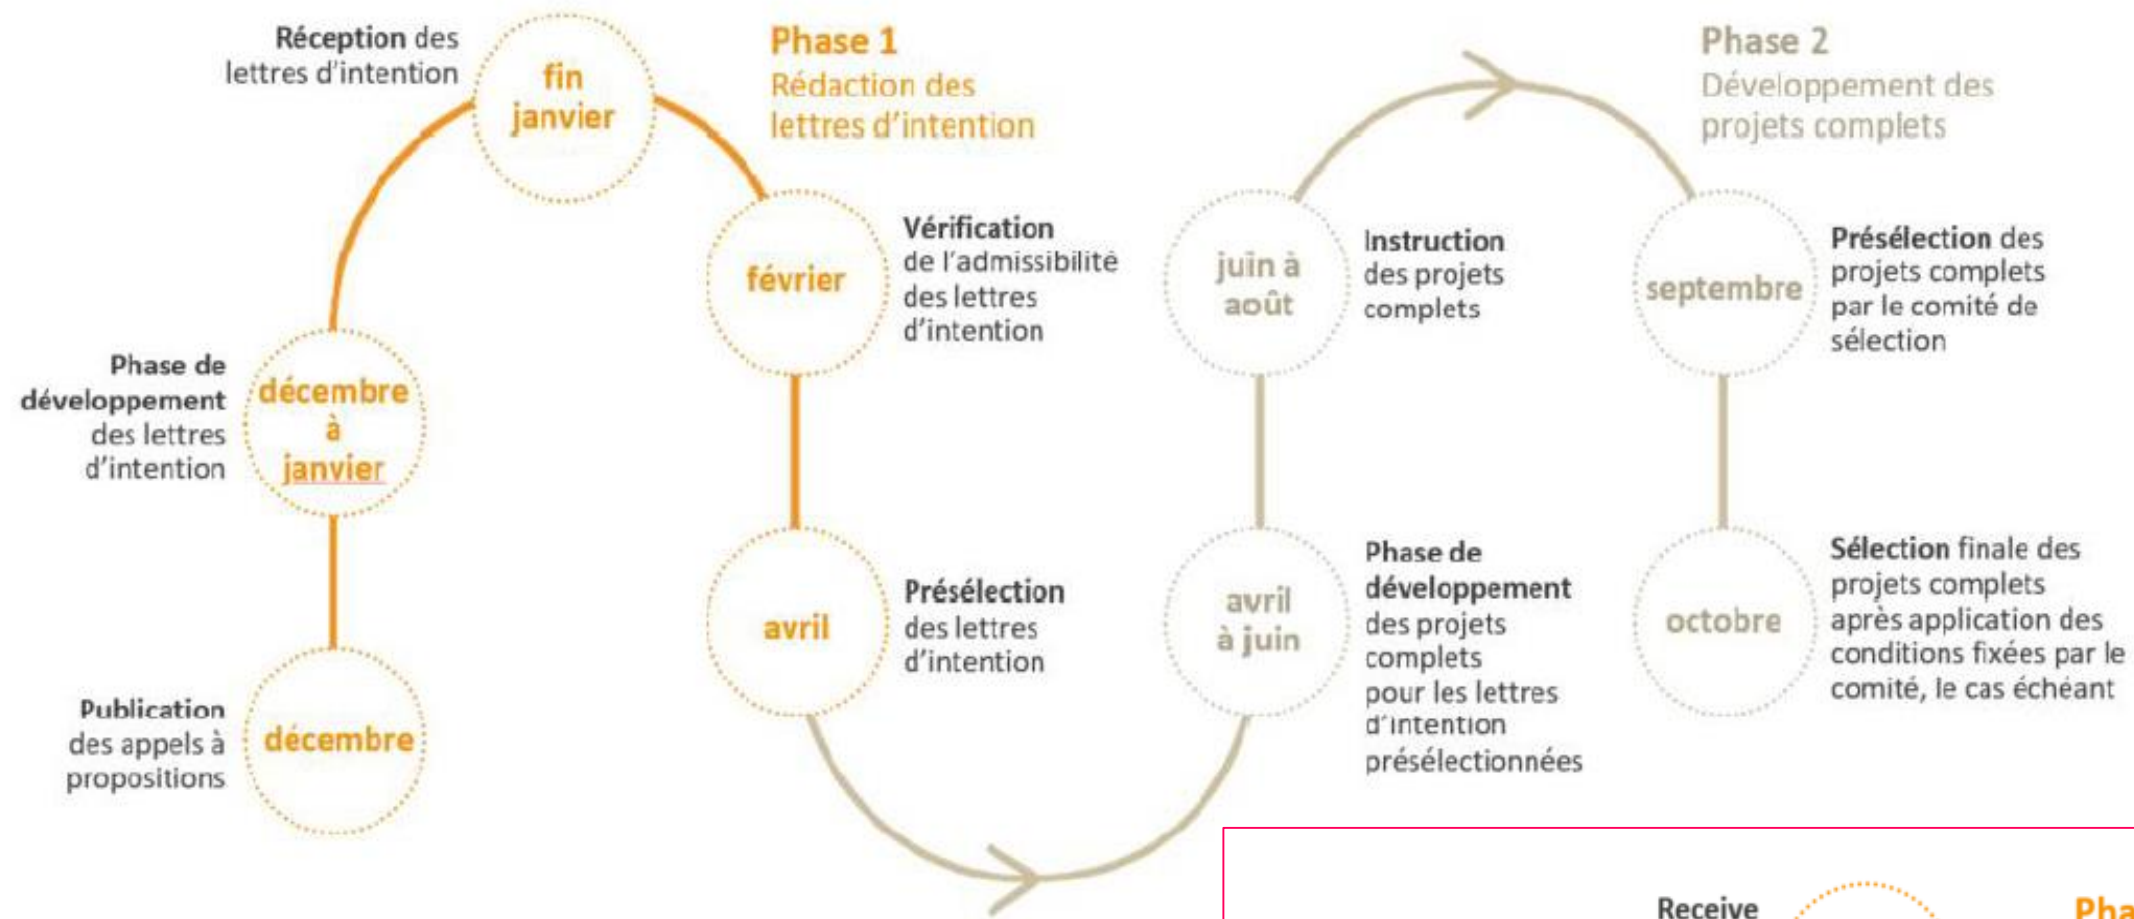 Réception des
lettres d'intention
fin
janvier
Phase 1
Rédaction des
lettres d'intention
Phase 2
Développement des
projets complets
février
Vérification
de l'admissibilité
des lettres
d'intention
juin à
août
Instruction
des projets
complets
septembre
Présélection des
projets complets
par le comité de
sélection
Phase de
développement
des lettres
d'intention
décembre
à
janvier
avril
Présélection
des lettres
d'intention
avril
à juin
Phase de
développement
des projets
complets
pour les lettres
d'intention
présélectionnées
octobre
Sélection finale des
projets complets
après application des
conditions fixées par le
comité, le cas échéant
Publication
des appels à
propositions
décembre
Receive